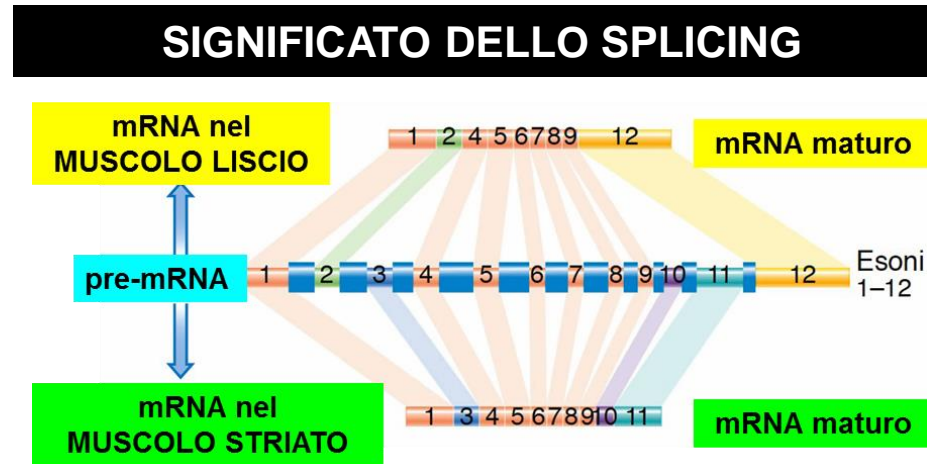 SIGNIFICATO DELLO SPLICING
mRNA nel
MUSCOLO LISCIO
1 2 4 5 6 7 8 9 12
mRNA maturo
pre-mRNA
1 2 3 4 5 6 7 8 9 10 11 12
Esoni
1–12
mRNA nel
MUSCOLO STRIATO
1 3 4 5 6 7 8 9 10 11
mRNA maturo